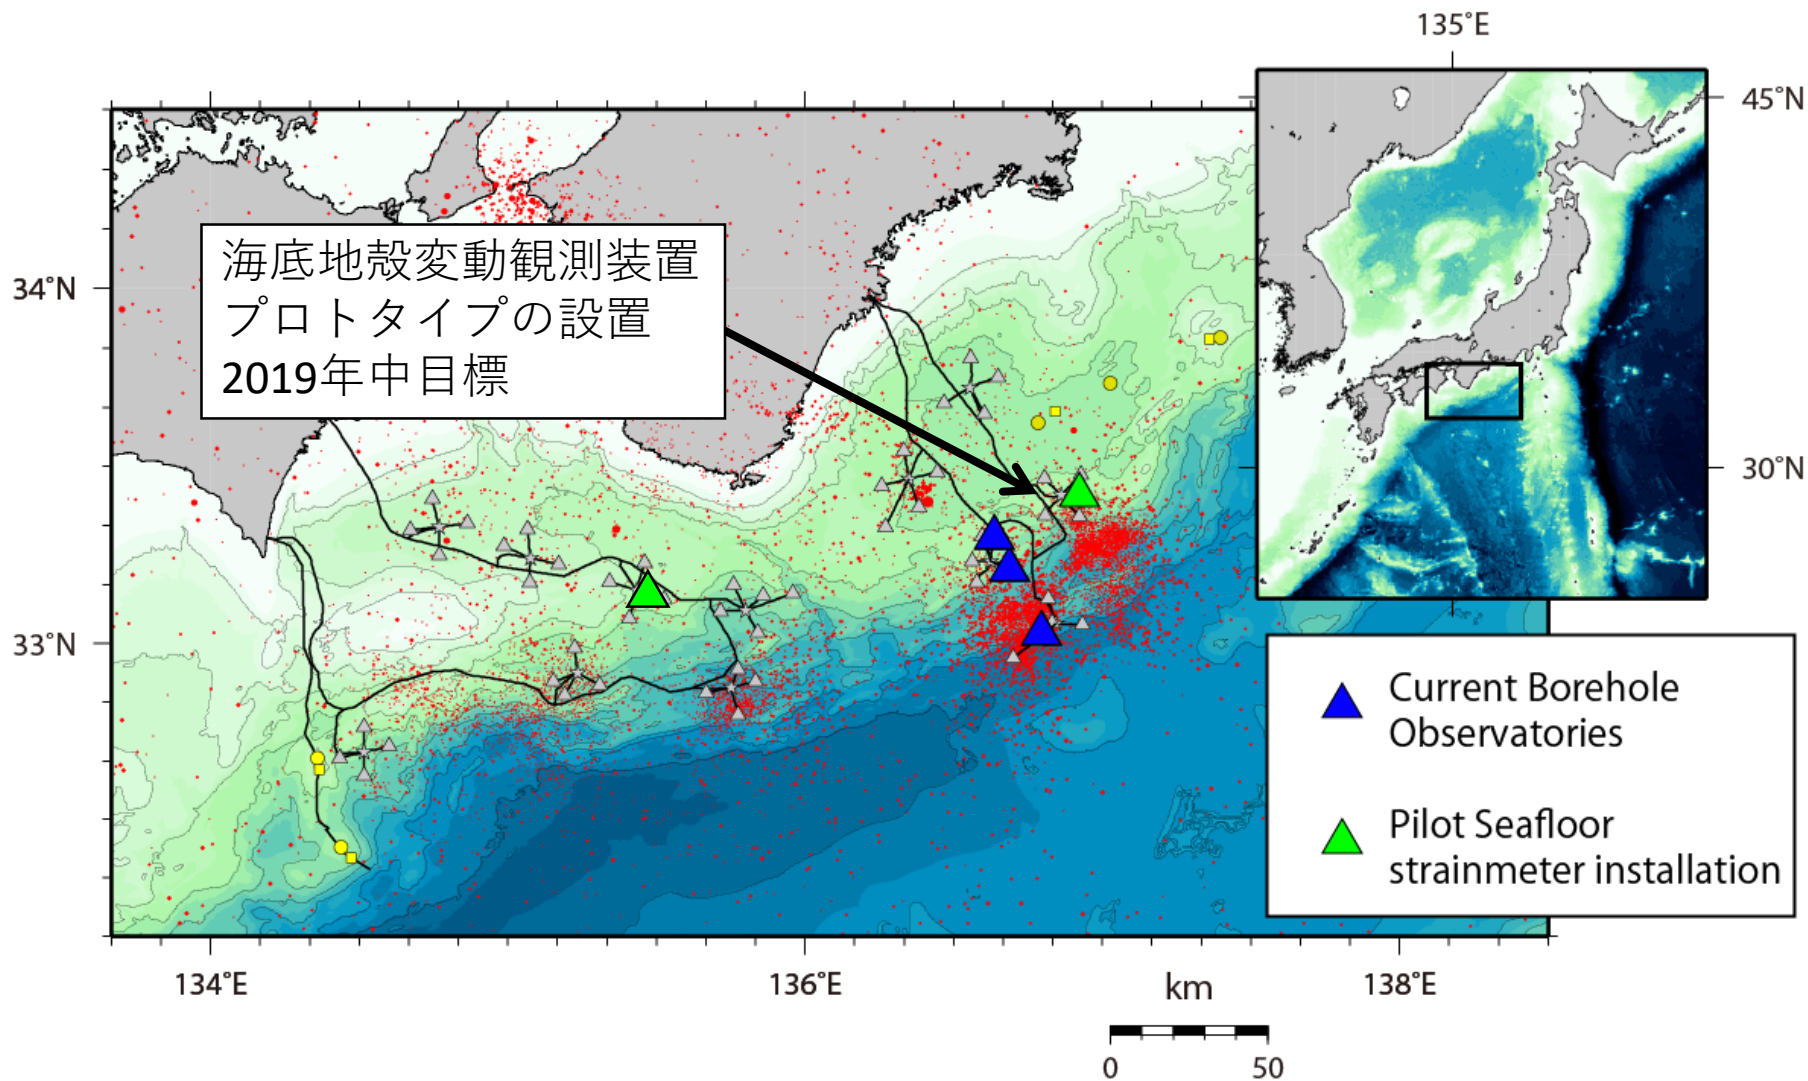 135°E
45°N
30°N
34°N
33°N
海底地殻変動観測装置
プロトタイプの設置
2019年中目標
Current Borehole
Observatories
Pilot Seafloor
strainmeter installation
134°E
136°E
138°E
km
0
50